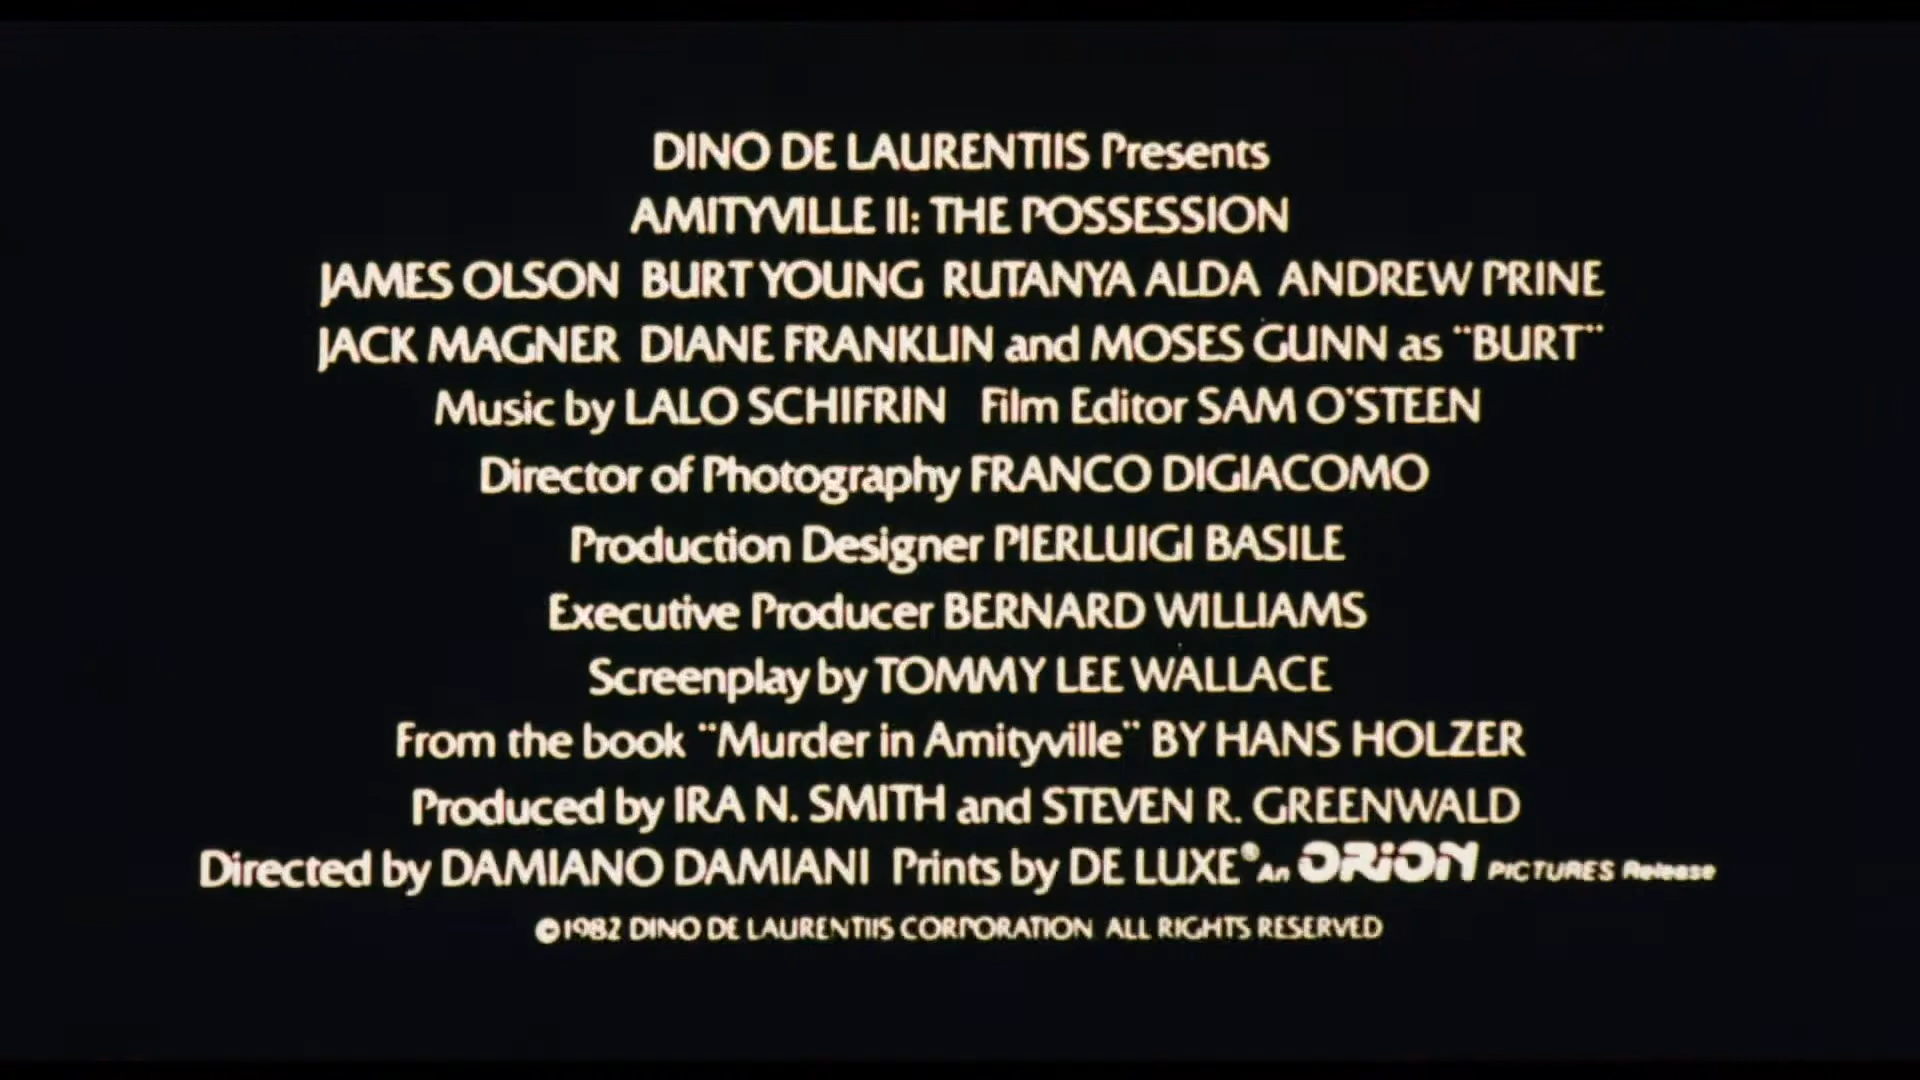 DINO DE LAURENTIIS Presents
AMITYVILLE II: THE POSSESSION
JAMES OLSON BURT YOUNG RUTANYA ALDA ANDREW PRINE
JACK MAGNER DIANE FRANKLIN and MOSES GUNN as "BURT"
Music by LALO SCHIFRIN Film Editor SAM O'STEEN
Director of Photography FRANCO DIGIACOMO
Production Designer PIERLUIGI BASILE
Executive Producer BERNARD WILLIAMS
Screenplay by TOMMY LEE WALLACE
From the book "Murder in Amityville" BY HANS HOLZER
Produced by IRA N. SMITH and STEVEN R. GREENWALD
Directed by DAMIANO DAMIANI Prints by DE LUXE® An ORION PICTURES Release
©1982 DINO DE LAURENTIIS CORPORATION ALL RIGHTS RESERVED